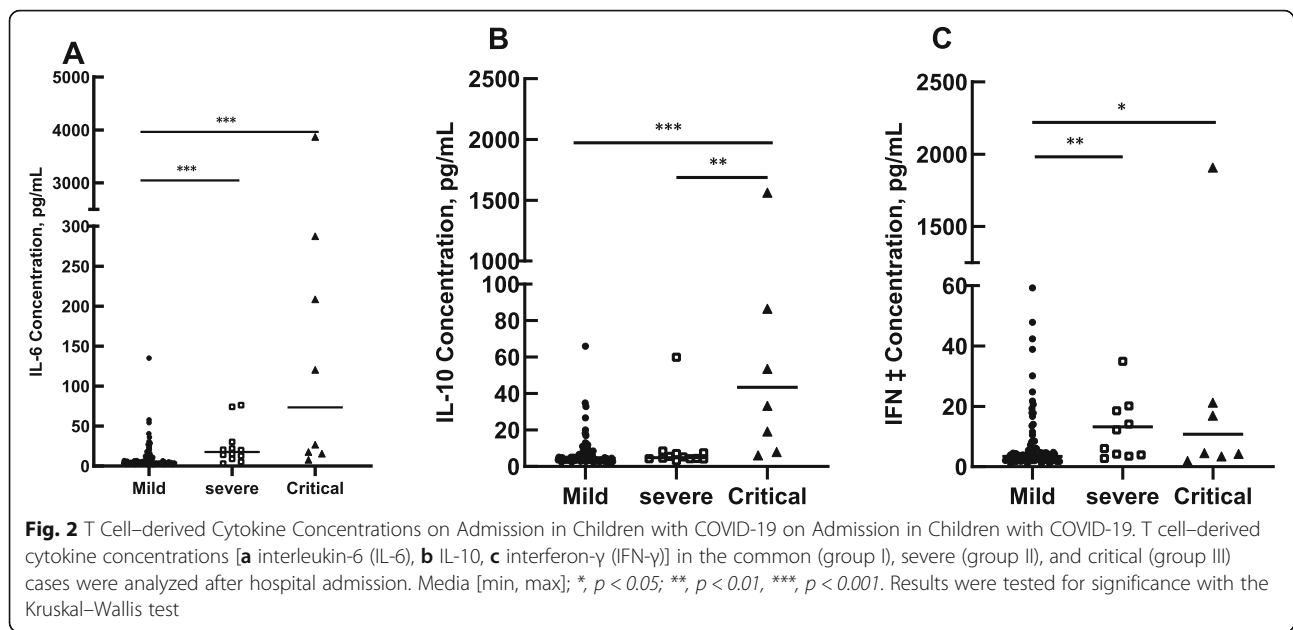 A
IL-6 Concentration, pg/mL
5000
4000
3000
300
250
200
150
100
50
0
***
***
Mild severe Critical
B
IL-10 Concentration, pg/mL
2500
2000
1500
1000
100
80
60
40
20
0
***
**
Mild severe Critical
C
IFN ‡ Concentration, pg/mL
2500
2000
1500
60
40
20
0
*
**
Mild severe Critical
Fig. 2 T Cell–derived Cytokine Concentrations on Admission in Children with COVID-19 on Admission in Children with COVID-19. T cell–derived
cytokine concentrations [a interleukin-6 (IL-6), b IL-10, c interferon-γ (IFN-γ)] in the common (group I), severe (group II), and critical (group III)
cases were analyzed after hospital admission. Media [min, max]; *, p < 0.05; **, p < 0.01, ***, p < 0.001. Results were tested for significance with the
Kruskal–Wallis test